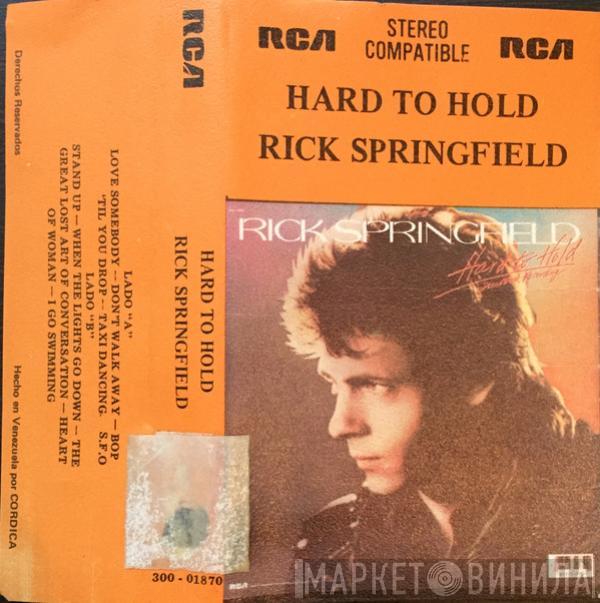 RCA
STEREO
COMPATIBLE
RCA
HARD TO HOLD
RICK SPRINGFIELD
RICK SPRINGFIELD
Hard to Hold
RCA
RCA
HARD TO HOLD
RICK SPRINGFIELD
LADO "A"
LOVE SOMEBODY — DON'T WALK AWAY — BOP
'TIL YOU DROP — TAXI DANCING. S.F.O
LADO "B"
STAND UP — WHEN THE LIGHTS GO DOWN — THE
GREAT LOST ART OF CONVERSATION — HEART
OF WOMAN — I GO SWIMMING
300 - 01870
Derechos Reservados
Hecho en Venezuela por CORDICA
МАРКЕТ ВИНИЛА